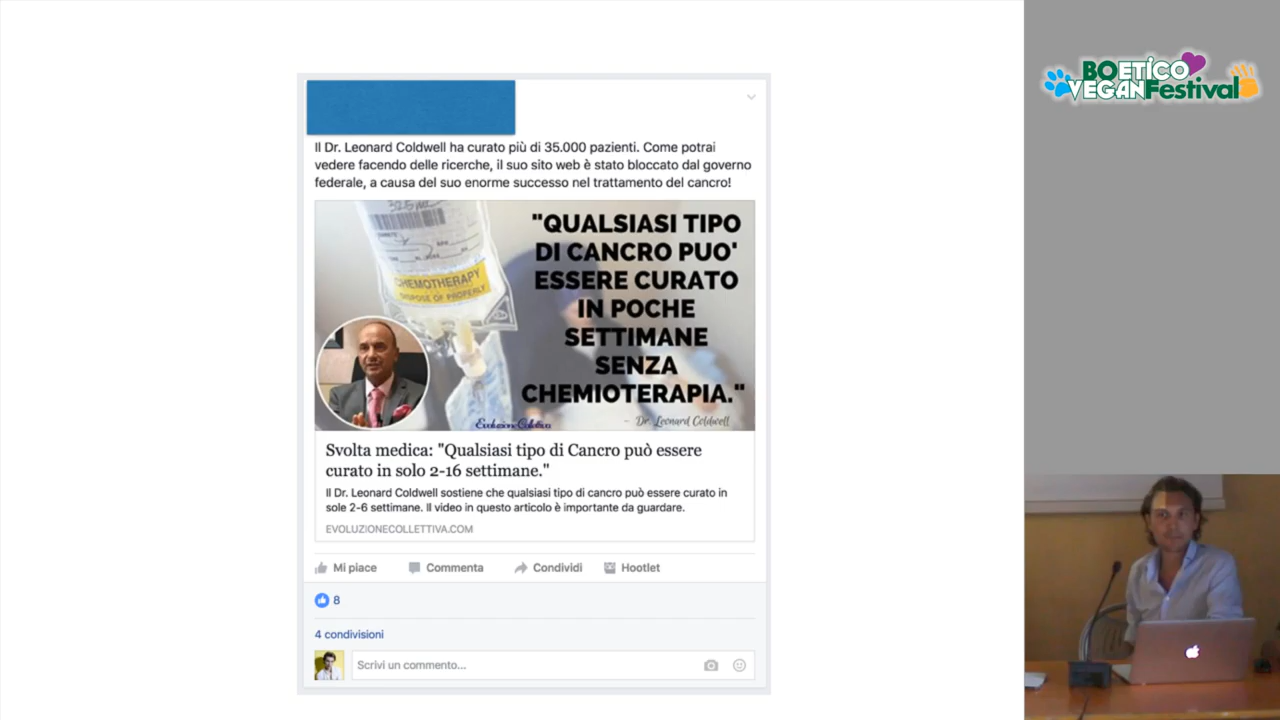 Il Dr. Leonard Coldwell ha curato più di 35.000 pazienti. Come potrai
vedere facendo delle ricerche, il suo sito web è stato bloccato dal governo
federale, a causa del suo enorme successo nel trattamento del cancro!
CHEMOTHERAPY
DISPOSE OF PROPERLY
"QUALSIASI TIPO
DI CANCRO PUO'
ESSERE CURATO
IN POCHE
SETTIMANE
SENZA
CHEMIOTERAPIA."
– Dr. Leonard Coldwell
EvoluzioneCollettiva
Svolta medica: "Qualsiasi tipo di Cancro può essere
curato in solo 2-16 settimane."
Il Dr. Leonard Coldwell sostiene che qualsiasi tipo di cancro può essere curato in
sole 2-6 settimane. Il video in questo articolo è importante da guardare.
EVOLUZIONECOLLETTIVA.COM
Mi piace Commenta Condividi Hootlet
8
4 condivisioni
Scrivi un commento...
BOETICO
VEGANFestival